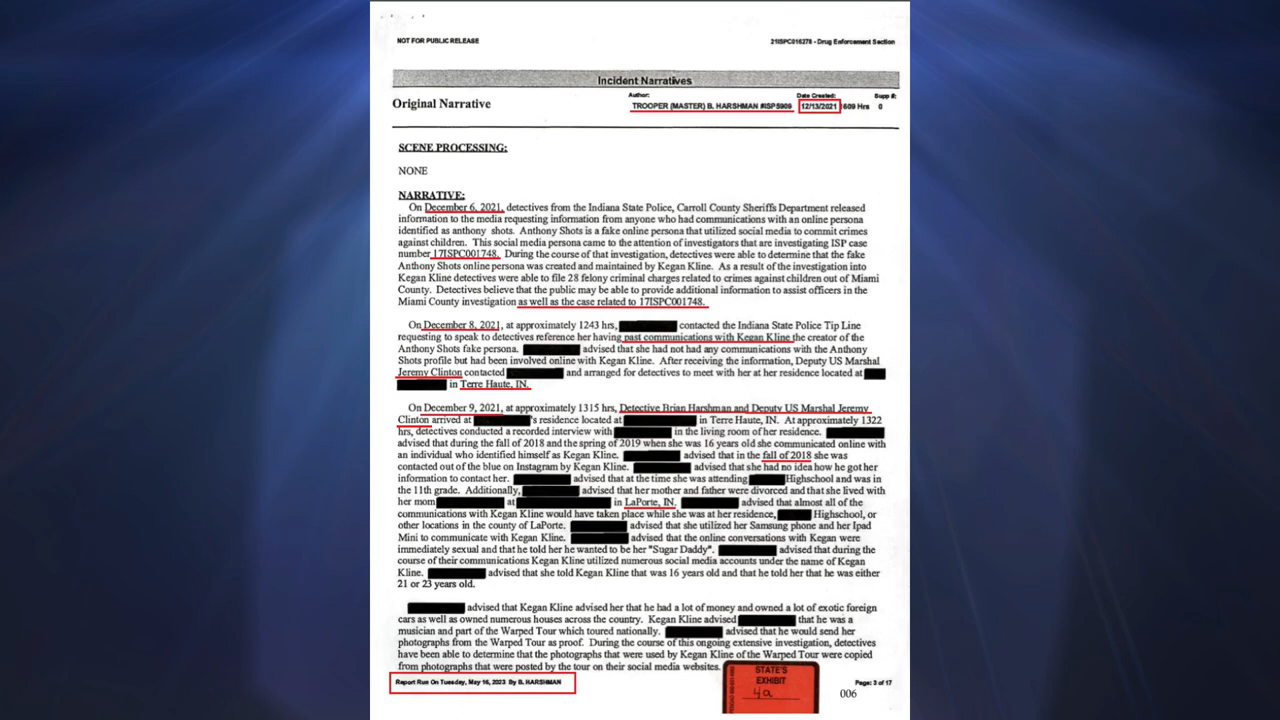 NOT FOR PUBLIC RELEASE
21ISPC016278 - Drug Enforcement Section
Incident Narratives
Original Narrative
Author:
TROOPER (MASTER) B. HARSHMAN #ISP5909
Date Created:
12/13/2021 1609 Hrs
Supp #:
0
SCENE PROCESSING:
NONE
NARRATIVE:
On December 6, 2021, detectives from the Indiana State Police, Carroll County Sheriffs Department released
information to the media requesting information from anyone who had communications with an online persona
identified as anthony shots. Anthony Shots is a fake online persona that utilized social media to commit crimes
against children. This social media persona came to the attention of investigators that are investigating ISP case
number 17ISPC001748. During the course of that investigation, detectives were able to determine that the fake
Anthony Shots online persona was created and maintained by Kegan Kline. As a result of the investigation into
Kegan Kline detectives were able to file 28 felony criminal charges related to crimes against children out of Miami
County. Detectives believe that the public may be able to provide additional information to assist officers in the
Miami County investigation as well as the case related to 17ISPC001748.
On December 8, 2021, at approximately 1243 hrs, contacted the Indiana State Police Tip Line
requesting to speak to detectives reference her having past communications with Kegan Kline the creator of the
Anthony Shots fake persona. advised that she had not had any communications with the Anthony
Shots profile but had been involved online with Kegan Kline. After receiving the information, Deputy US Marshal
Jeremy Clinton contacted and arranged for detectives to meet with her at her residence located at
in Terre Haute, IN.
On December 9, 2021, at approximately 1315 hrs, Detective Brian Harshman and Deputy US Marshal Jeremy
Clinton arrived at 's residence located at in Terre Haute, IN. At approximately 1322
hrs, detectives conducted a recorded interview with in the living room of her residence.
advised that during the fall of 2018 and the spring of 2019 when she was 16 years old she communicated online with
an individual who identified himself as Kegan Kline. advised that in the fall of 2018 she was
contacted out of the blue on Instagram by Kegan Kline. advised that she had no idea how he got her
information to contact her. advised that at the time she was attending Highschool and was in
the 11th grade. Additionally, advised that her mother and father were divorced and that she lived with
her mom at in LaPorte, IN. advised that almost all of the
communications with Kegan Kline would have taken place while she was at her residence, Highschool, or
other locations in the county of LaPorte. advised that she utilized her Samsung phone and her Ipad
Mini to communicate with Kegan Kline. advised that the online conversations with Kegan were
immediately sexual and that he told her he wanted to be her "Sugar Daddy". advised that during the
course of their communications Kegan Kline utilized numerous social media accounts under the name of Kegan
Kline. advised that she told Kegan Kline that was 16 years old and that he told her that he was either
21 or 23 years old.
advised that Kegan Kline advised her that he had a lot of money and owned a lot of exotic foreign
cars as well as owned numerous houses across the country. Kegan Kline advised that he was a
musician and part of the Warped Tour which toured nationally. advised that he would send her
photographs from the Warped Tour as proof. During the course of this ongoing extensive investigation, detectives
have been able to determine that the photographs that were used by Kegan Kline of the Warped Tour were copied
from photographs that were posted by the tour on their social media websites.
Report Run On Tuesday, May 16, 2023 By B. HARSHMAN
STATE'S
EXHIBIT
4a
Page: 3 of 17
006